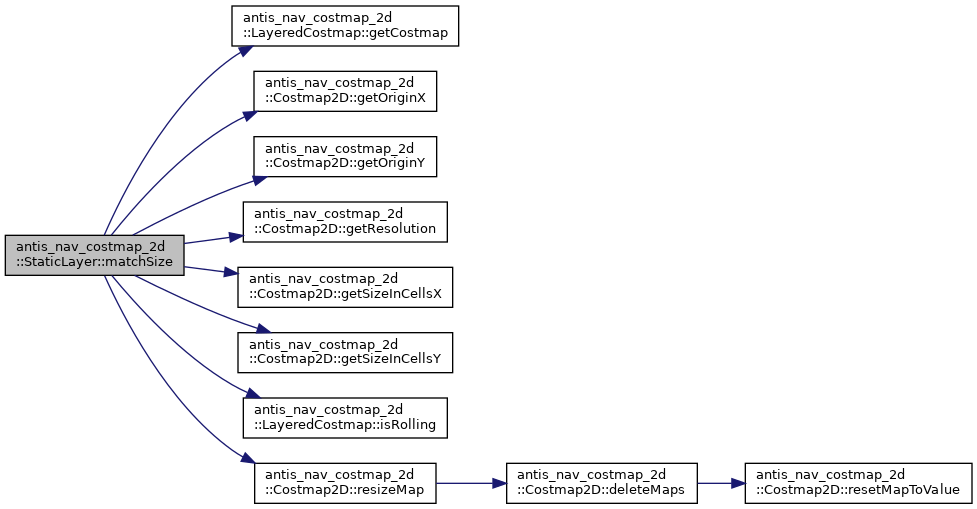 antis_nav_costmap_2d
::LayeredCostmap::getCostmap
antis_nav_costmap_2d
::Costmap2D::getOriginX
antis_nav_costmap_2d
::Costmap2D::getOriginY
antis_nav_costmap_2d
::Costmap2D::getResolution
antis_nav_costmap_2d
::StaticLayer::matchSize
antis_nav_costmap_2d
::Costmap2D::getSizeInCellsX
antis_nav_costmap_2d
::Costmap2D::getSizeInCellsY
antis_nav_costmap_2d
::LayeredCostmap::isRolling
antis_nav_costmap_2d
::Costmap2D::resizeMap
antis_nav_costmap_2d
::Costmap2D::deleteMaps
antis_nav_costmap_2d
::Costmap2D::resetMapToValue